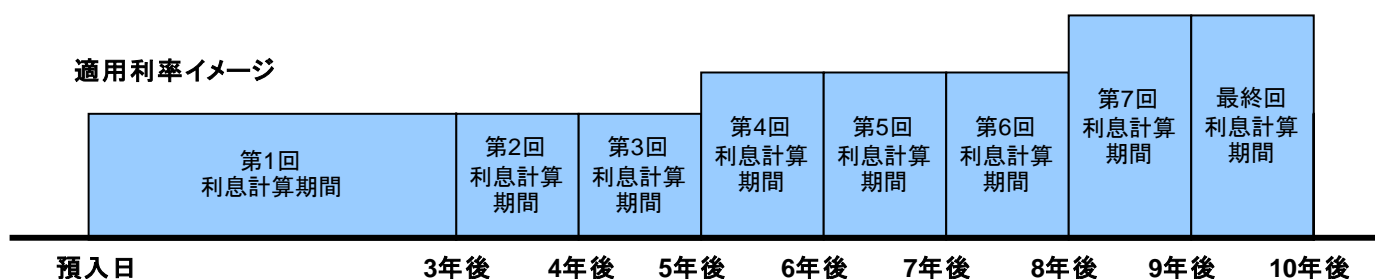 適用利率イメージ
第1回
利息計算期間
第2回
利息計算
期間
第3回
利息計算
期間
第4回
利息計算
期間
第5回
利息計算
期間
第6回
利息計算
期間
第7回
利息計算
期間
最終回
利息計算
期間
預入日 3年後 4年後 5年後 6年後 7年後 8年後 9年後 10年後